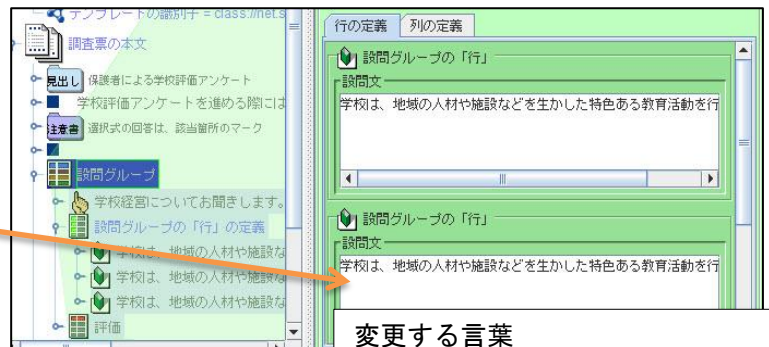 テンプレートの識別子 = class://net.s
調査票の本文
見出し 保護者による学校評価アンケート
学校評価アンケートを進める際には
注意書 選択式の回答は、該当箇所のマーク
設問グループ
学校経営についてお聞きします。
設問グループの「行」の定義
学校は、地域の人材や施設な
学校は、地域の人材や施設な
学校は、地域の人材や施設な
評価
行の定義 列の定義
設問グループの「行」
設問文
学校は、地域の人材や施設などを生かした特色ある教育活動を行
設問グループの「行」
設問文
学校は、地域の人材や施設などを生かした特色ある教育活動を行
変更する言葉